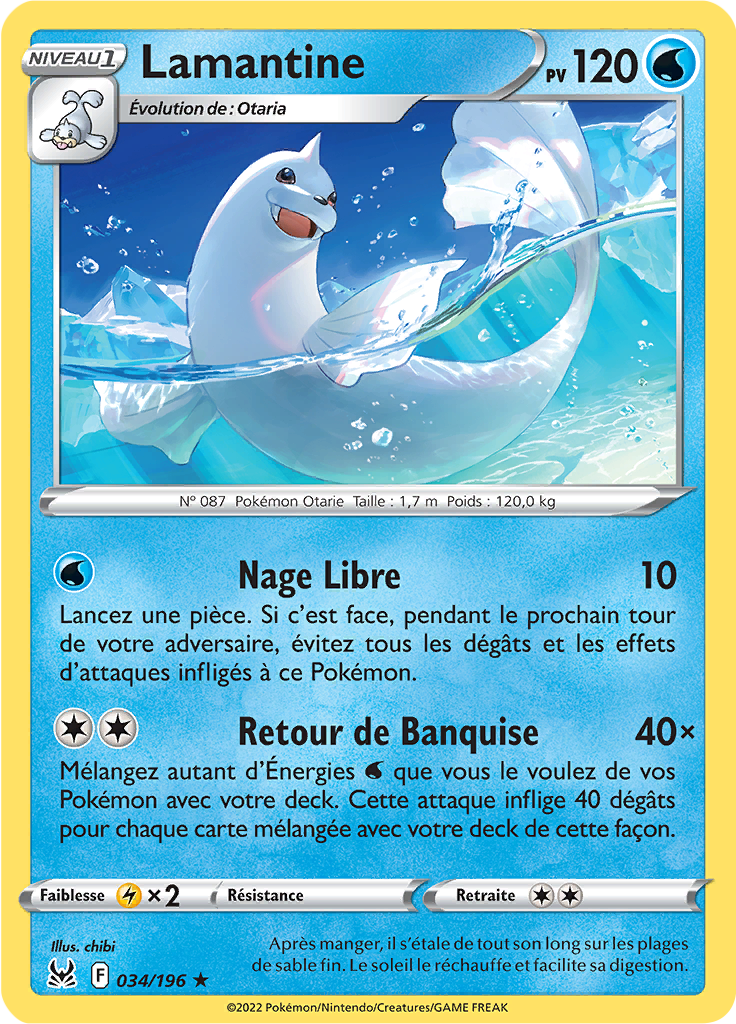 NIVEAU 1
Lamantine
PV 120
Évolution de : Otaria
N° 087 Pokémon Otarie Taille : 1,7 m Poids : 120,0 kg
Nage Libre 10
Lancez une pièce. Si c'est face, pendant le prochain tour
de votre adversaire, évitez tous les dégâts et les effets
d'attaques infligés à ce Pokémon.
Retour de Banquise 40×
Mélangez autant d'Énergies que vous le voulez de vos
Pokémon avec votre deck. Cette attaque inflige 40 dégâts
pour chaque carte mélangée avec votre deck de cette façon.
Faiblesse ×2 Résistance Retraite
Illus. chibi
Après manger, il s'étale de tout son long sur les plages
de sable fin. Le soleil le réchauffe et facilite sa digestion.
F 034/196 ★
©2022 Pokémon/Nintendo/Creatures/GAME FREAK